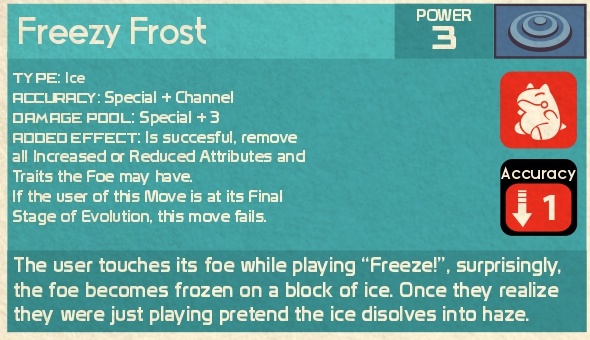 Freezy Frost
POWER
3
TYPE: Ice
ACCURACY: Special + Channel
DAMAGE POOL: Special + 3
ADDED EFFECT: Is succesful, remove
all Increased or Reduced Attributes and
Traits the Foe may have.
If the user of this Move is at its Final
Stage of Evolution, this move fails.
Accuracy
1
The user touches its foe while playing “Freeze!”, surprisingly,
the foe becomes frozen on a block of ice. Once they realize
they were just playing pretend the ice disolves into haze.